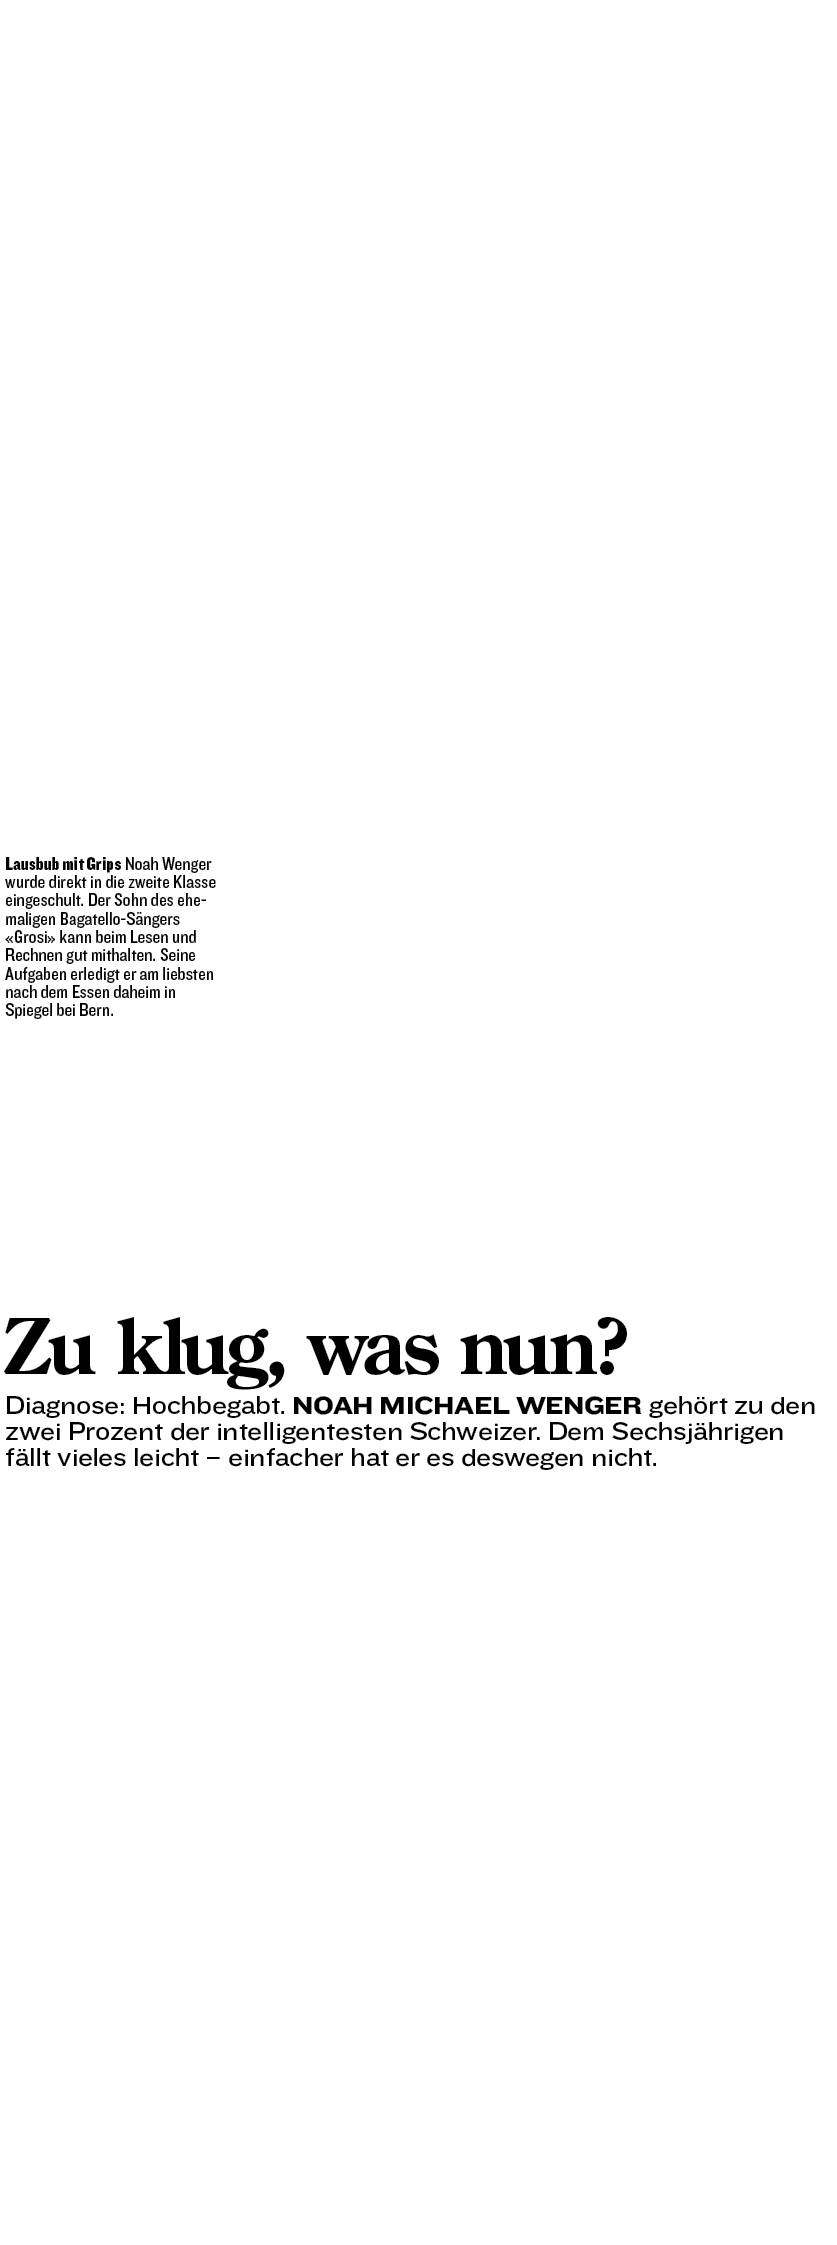 Lausbub mit Grips Noah Wenger
wurde direkt in die zweite Klasse
eingeschult. Der Sohn des ehe-
maligen Bagatello-Sängers
«Grosi» kann beim Lesen und
Rechnen gut mithalten. Seine
Aufgaben erledigt er am liebsten
nach dem Essen daheim in
Spiegel bei Bern.
Zu klug, was nun?
Diagnose: Hochbegabt. NOAH MICHAEL WENGER gehört zu den
zwei Prozent der intelligentesten Schweizer. Dem Sechsjährigen
fällt vieles leicht – einfacher hat er es deswegen nicht.